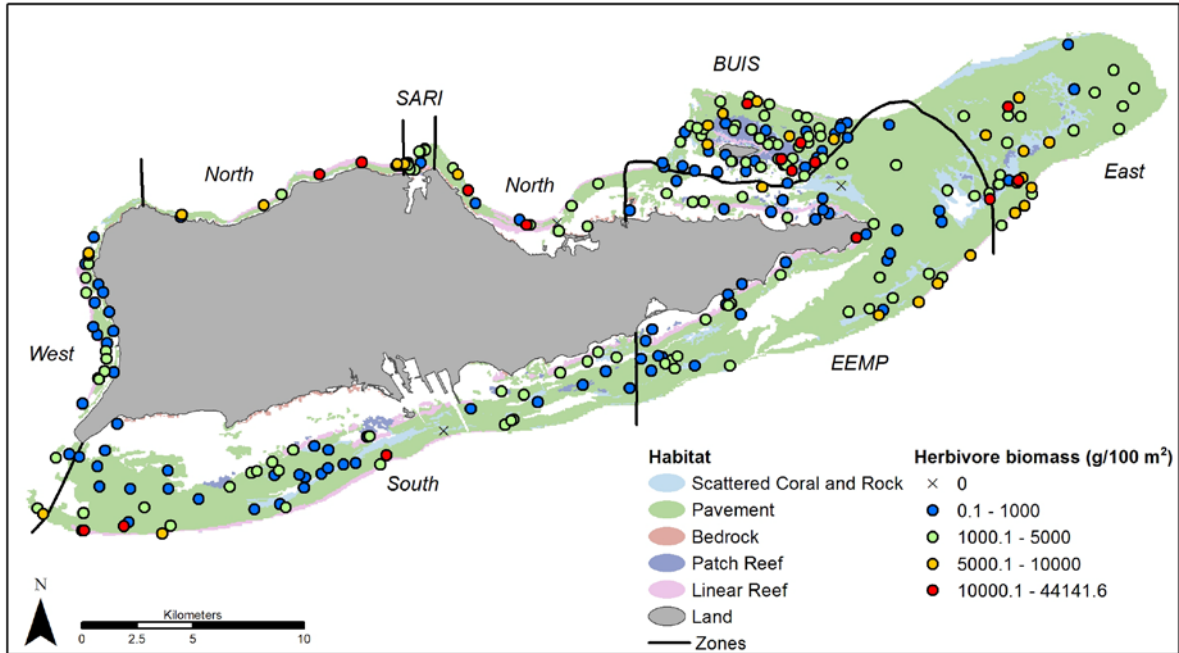 BUIS
SARI
North
North
East
West
EEMP
South
Habitat
Scattered Coral and Rock
Pavement
Bedrock
Patch Reef
Linear Reef
Land
Zones
Herbivore biomass (g/100 m²)
0
0.1 - 1000
1000.1 - 5000
5000.1 - 10000
10000.1 - 44141.6
N
Kilometers
0 2.5 5 10